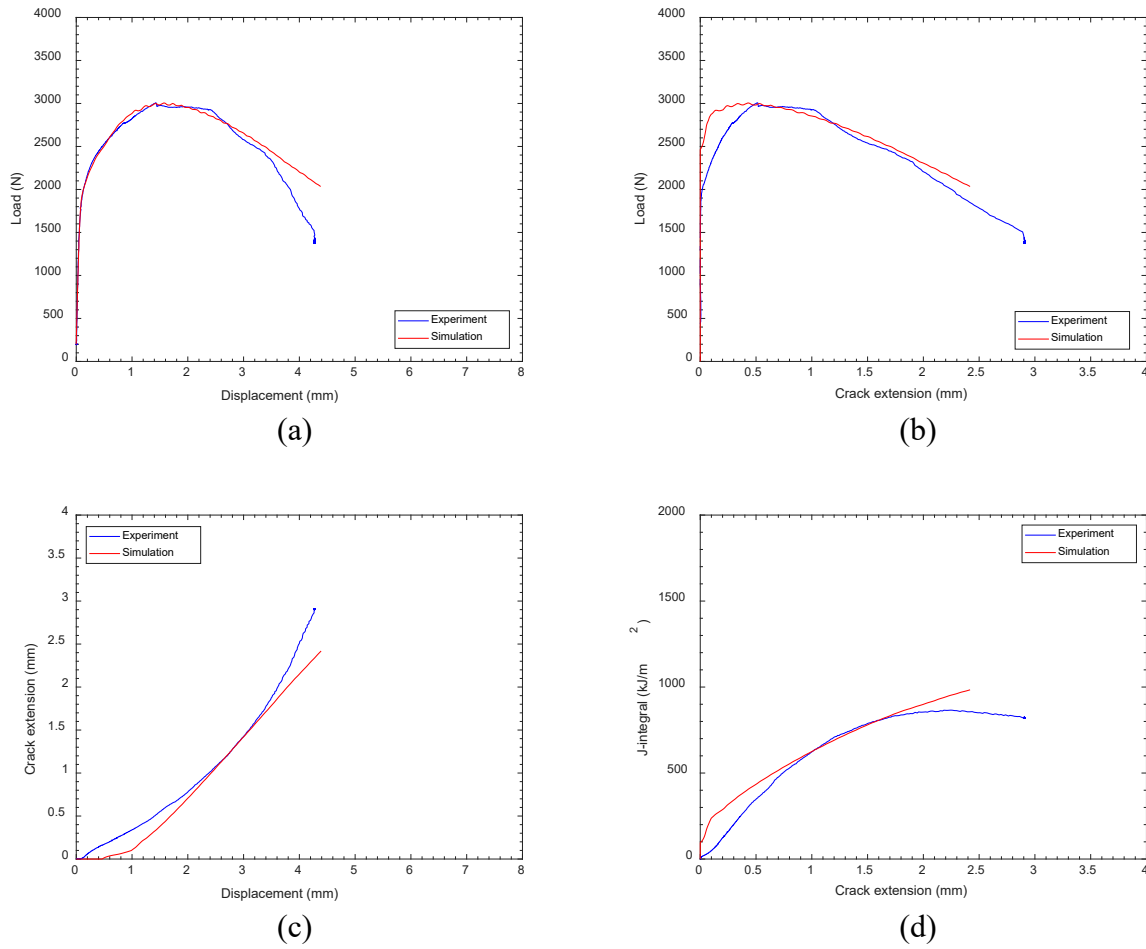 4000
3500
3000
2500
2000
1500
1000
500
0
Load (N)
0 1 2 3 4 5 6 7 8
Displacement (mm)
Experiment
Simulation
(a)
4000
3500
3000
2500
2000
1500
1000
500
0
Load (N)
0 0.5 1 1.5 2 2.5 3 3.5 4
Crack extension (mm)
Experiment
Simulation
(b)
4
3.5
3
2.5
2
1.5
1
0.5
0
Crack extension (mm)
0 1 2 3 4 5 6 7 8
Displacement (mm)
Experiment
Simulation
(c)
2000
1500
1000
500
0
J-integral (kJ/m 2 )
0 0.5 1 1.5 2 2.5 3 3.5 4
Crack extension (mm)
Experiment
Simulation
(d)